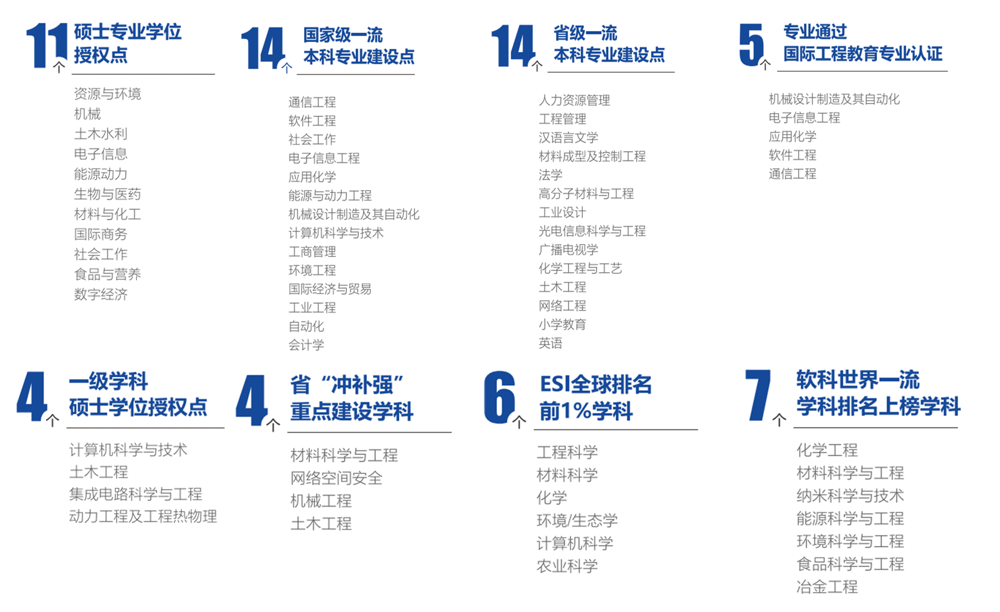 11个
硕士专业学位
授权点
资源与环境
机械
土木水利
电子信息
能源动力
生物与医药
材料与化工
国际商务
社会工作
食品与营养
数字经济
14个
国家级一流
本科专业建设点
通信工程
软件工程
社会工作
电子信息工程
应用化学
能源与动力工程
机械设计制造及其自动化
计算机科学与技术
工商管理
环境工程
国际经济与贸易
工业工程
自动化
会计学
14个
省级一流
本科专业建设点
人力资源管理
工程管理
汉语言文学
材料成型及控制工程
法学
高分子材料与工程
工业设计
光电信息科学与工程
广播电视学
化学工程与工艺
土木工程
网络工程
小学教育
英语
5个
专业通过
国际工程教育专业认证
机械设计制造及其自动化
电子信息工程
应用化学
软件工程
通信工程
4个
一级学科
硕士学位授权点
计算机科学与技术
土木工程
集成电路科学与工程
动力工程及工程热物理
4个
省“冲补强”
重点建设学科
材料科学与工程
网络空间安全
机械工程
土木工程
6个
ESI全球排名
前1%学科
工程科学
材料科学
化学
环境/生态学
计算机科学
农业科学
7个
软科世界一流
学科排名上榜学科
化学工程
材料科学与工程
纳米科学与技术
能源科学与工程
环境科学与工程
食品科学与工程
冶金工程